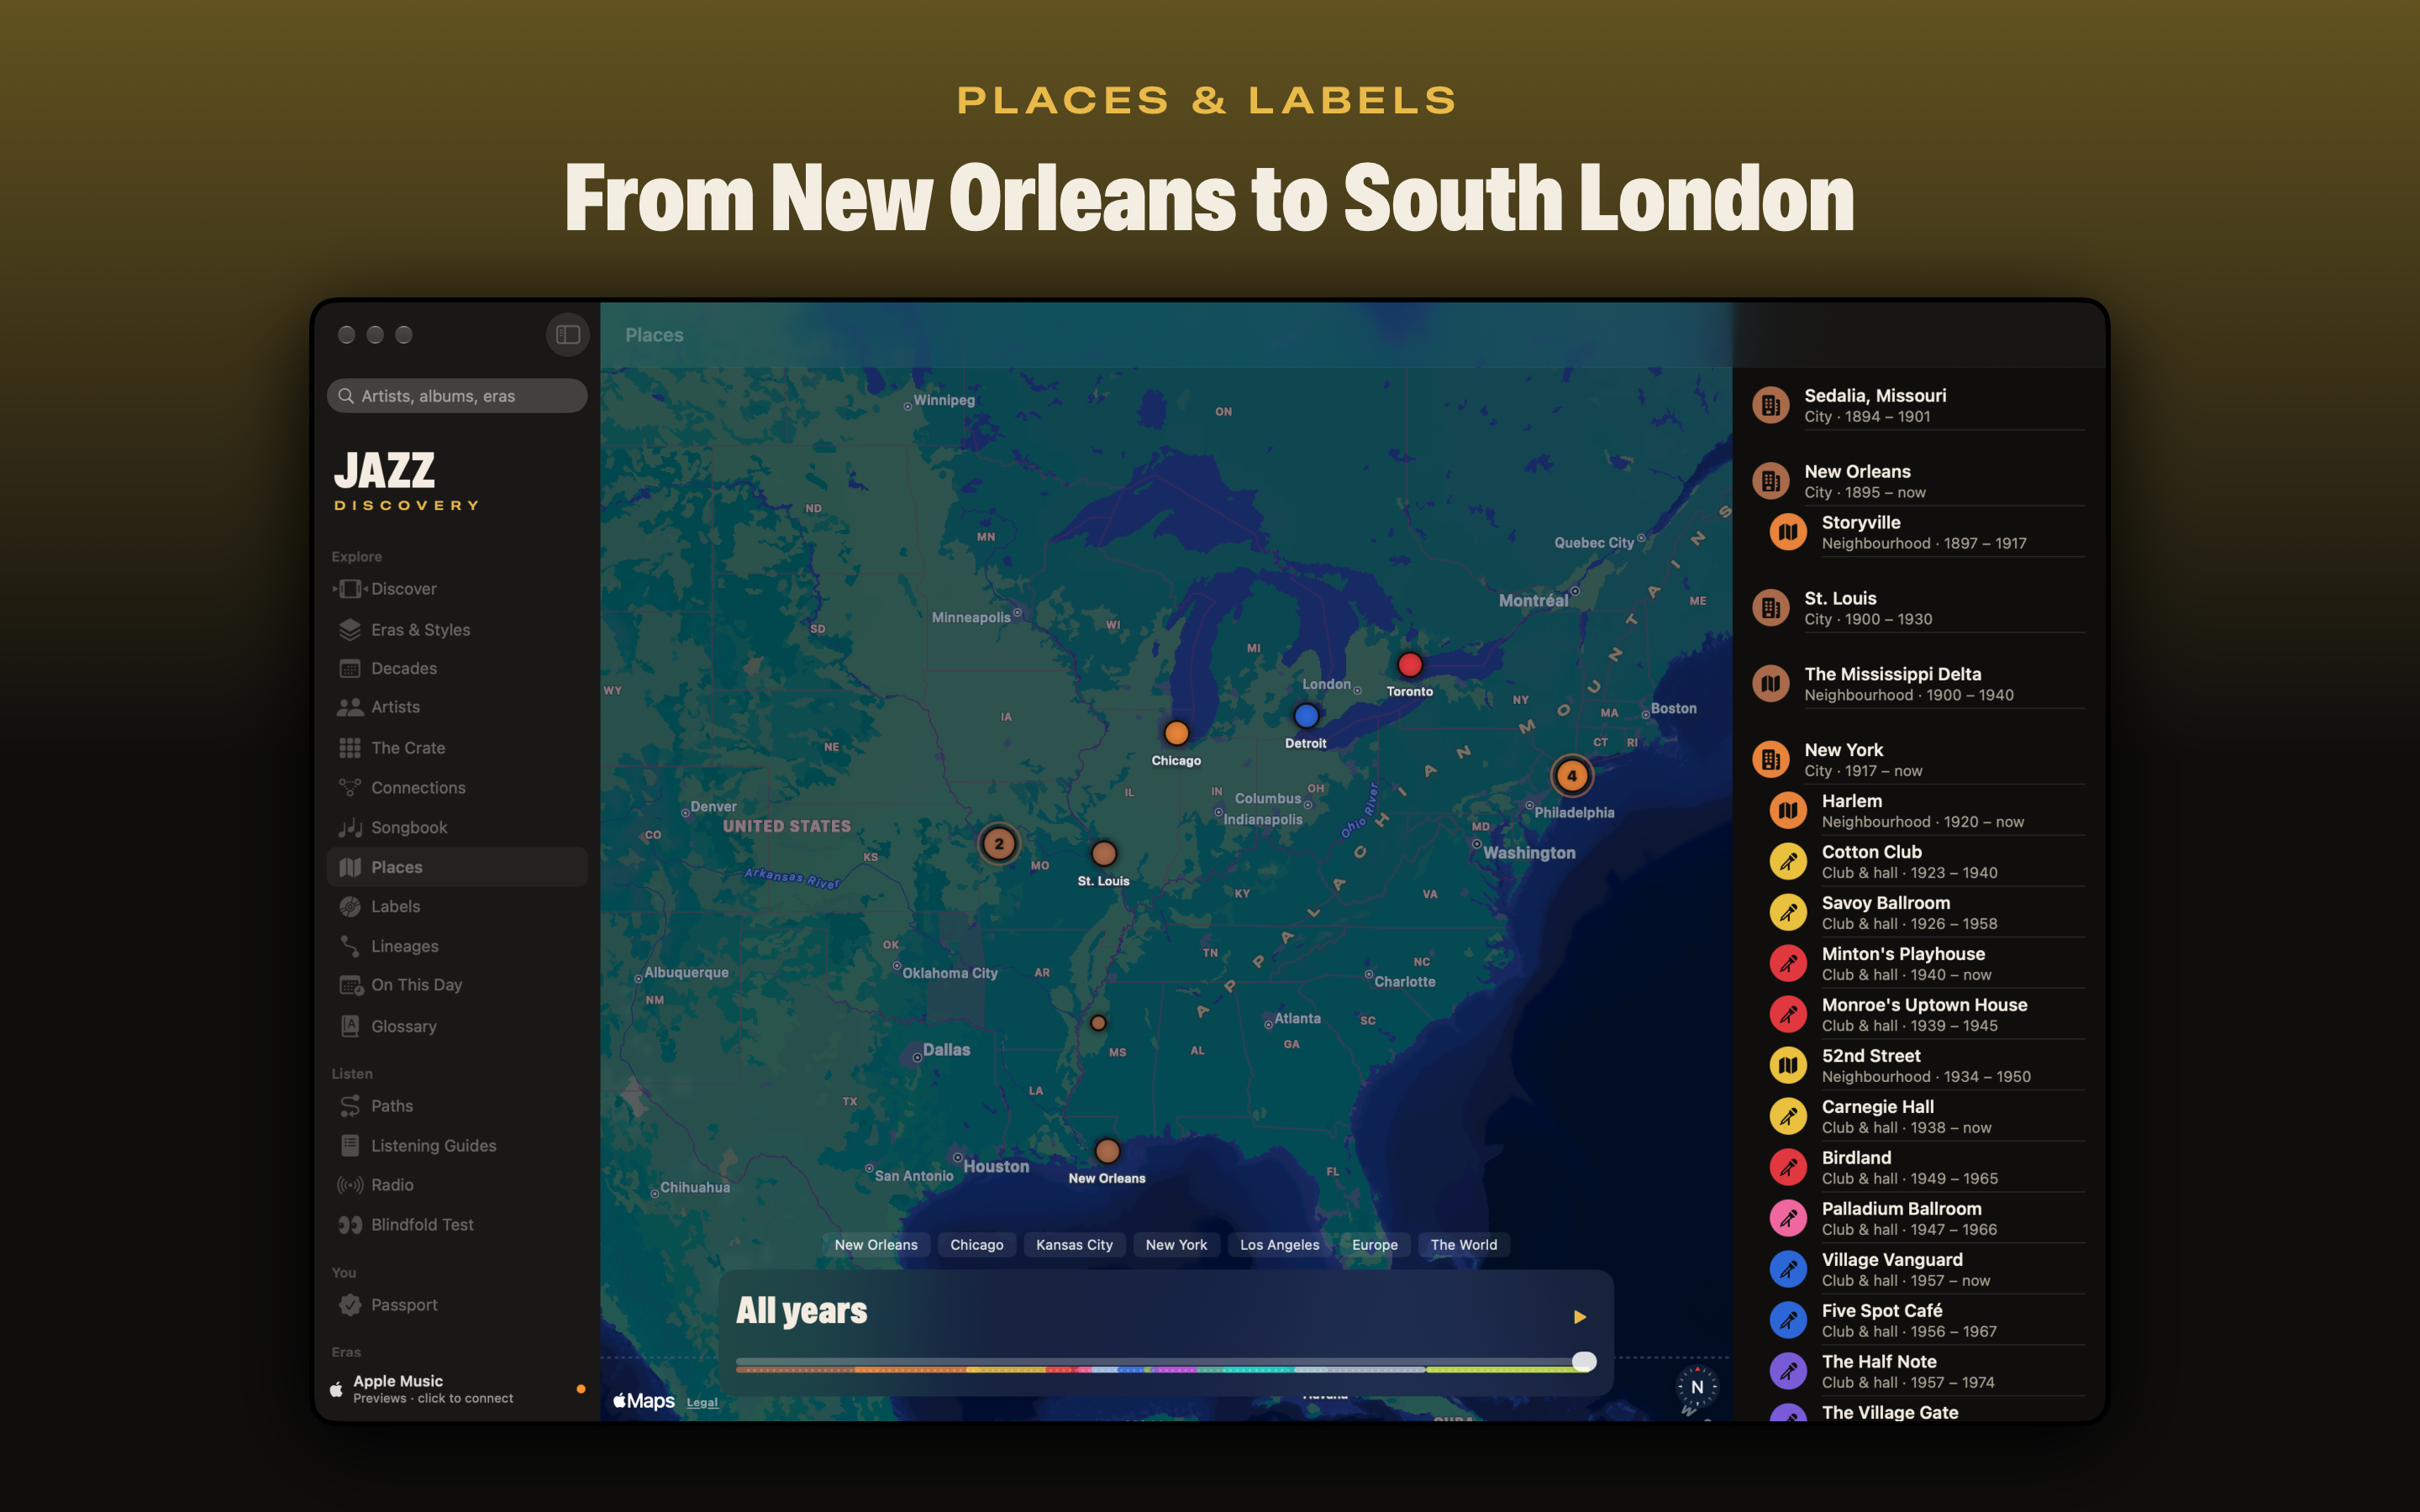 PLACES & LABELS
From New Orleans to South London
Artists, albums, eras
JAZZ
DISCOVERY
Explore
Discover
Eras & Styles
Decades
Artists
The Crate
Connections
Songbook
Places
Labels
Lineages
On This Day
Glossary
Listen
Paths
Listening Guides
Radio
Blindfold Test
You
Passport
Eras
Apple Music
Previews · click to connect
Places
Winnipeg
ON
ND
MN
Quebec City
Montréal
ME
Minneapolis
SD
WI
MI
London
Toronto
WY
NY
IA
Detroit
MA
Boston
NE
Chicago
CT
RI
4
IL
IN
Columbus
OH
Indianapolis
Ohio River
Philadelphia
Denver
UNITED STATES
CO
2
MO
St. Louis
KS
Arkansas River
MD
Washington
KY
VA
APPALACHIAN MOUNTAINS
OK
TN
NC
Albuquerque
Oklahoma City
AR
Charlotte
NM
Atlanta
SC
Dallas
MS
AL
GA
LA
TX
Houston
San Antonio
New Orleans
FL
Chihuahua
New Orleans
Chicago
Kansas City
New York
Los Angeles
Europe
The World
All years
Maps
Legal
N
W
Sedalia, Missouri
City · 1894 – 1901
New Orleans
City · 1895 – now
Storyville
Neighbourhood · 1897 – 1917
St. Louis
City · 1900 – 1930
The Mississippi Delta
Neighbourhood · 1900 – 1940
New York
City · 1917 – now
Harlem
Neighbourhood · 1920 – now
Cotton Club
Club & hall · 1923 – 1940
Savoy Ballroom
Club & hall · 1926 – 1958
Minton's Playhouse
Club & hall · 1940 – now
Monroe's Uptown House
Club & hall · 1939 – 1945
52nd Street
Neighbourhood · 1934 – 1950
Carnegie Hall
Club & hall · 1938 – now
Birdland
Club & hall · 1949 – 1965
Palladium Ballroom
Club & hall · 1947 – 1966
Village Vanguard
Club & hall · 1957 – now
Five Spot Café
Club & hall · 1956 – 1967
The Half Note
Club & hall · 1957 – 1974
The Village Gate